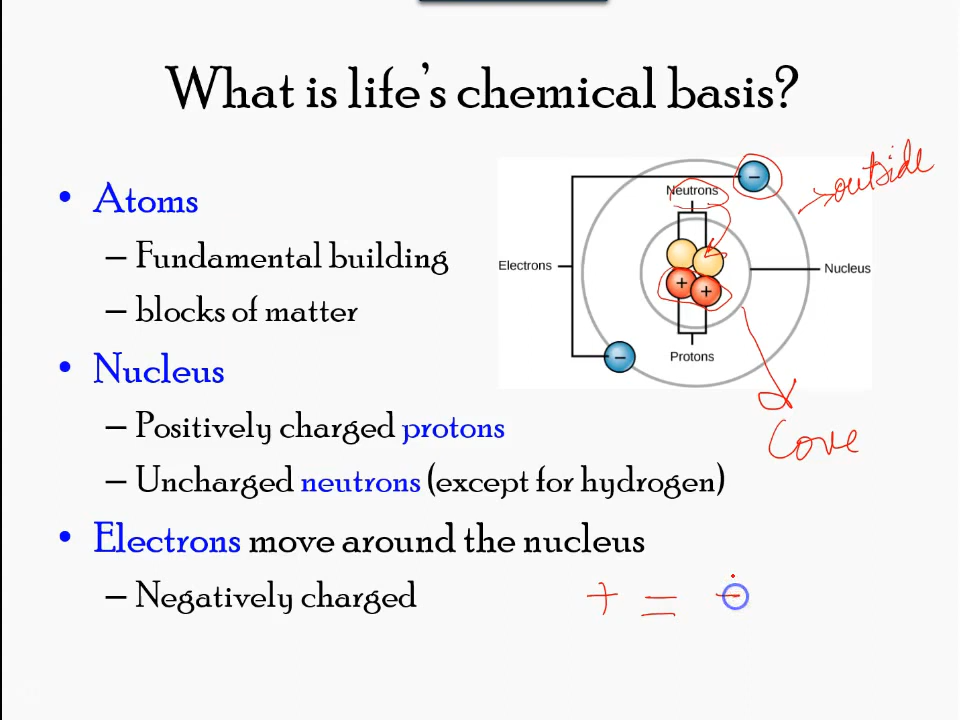 What is life's chemical basis?
• Atoms
– Fundamental building
– blocks of matter
• Nucleus
– Positively charged protons
– Uncharged neutrons (except for hydrogen)
• Electrons move around the nucleus
– Negatively charged
Neutrons
Electrons
Nucleus
Protons
−
+
+
−
outside
Core
+ = −